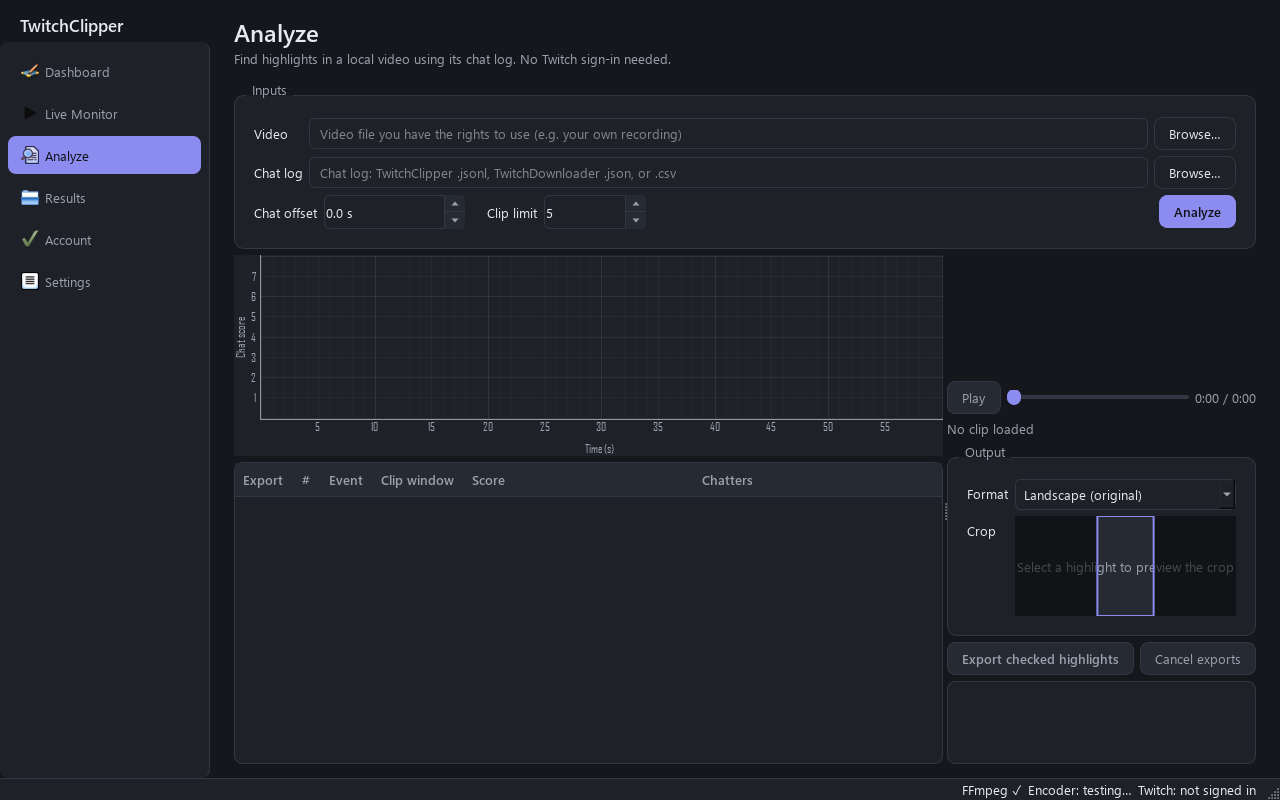 TwitchClipper
Dashboard
Live Monitor
Analyze
Results
Account
Settings
Analyze
Find highlights in a local video using its chat log. No Twitch sign-in needed.
Inputs
Video
Video file you have the rights to use (e.g. your own recording)
Browse...
Chat log
Chat log: TwitchClipper .jsonl, TwitchDownloader .json, or .csv
Browse...
Chat offset
0.0 s
Clip limit
5
Analyze
Chat score
7
6
5
4
3
2
1
5 10 15 20 25 30 35 40 45 50 55
Time (s)
Play
0:00 / 0:00
No clip loaded
Output
Format
Landscape (original)
Crop
Select a highlight to preview the crop
Export checked highlights
Cancel exports
Export # Event Clip window Score Chatters
FFmpeg ✓ Encoder: testing... Twitch: not signed in